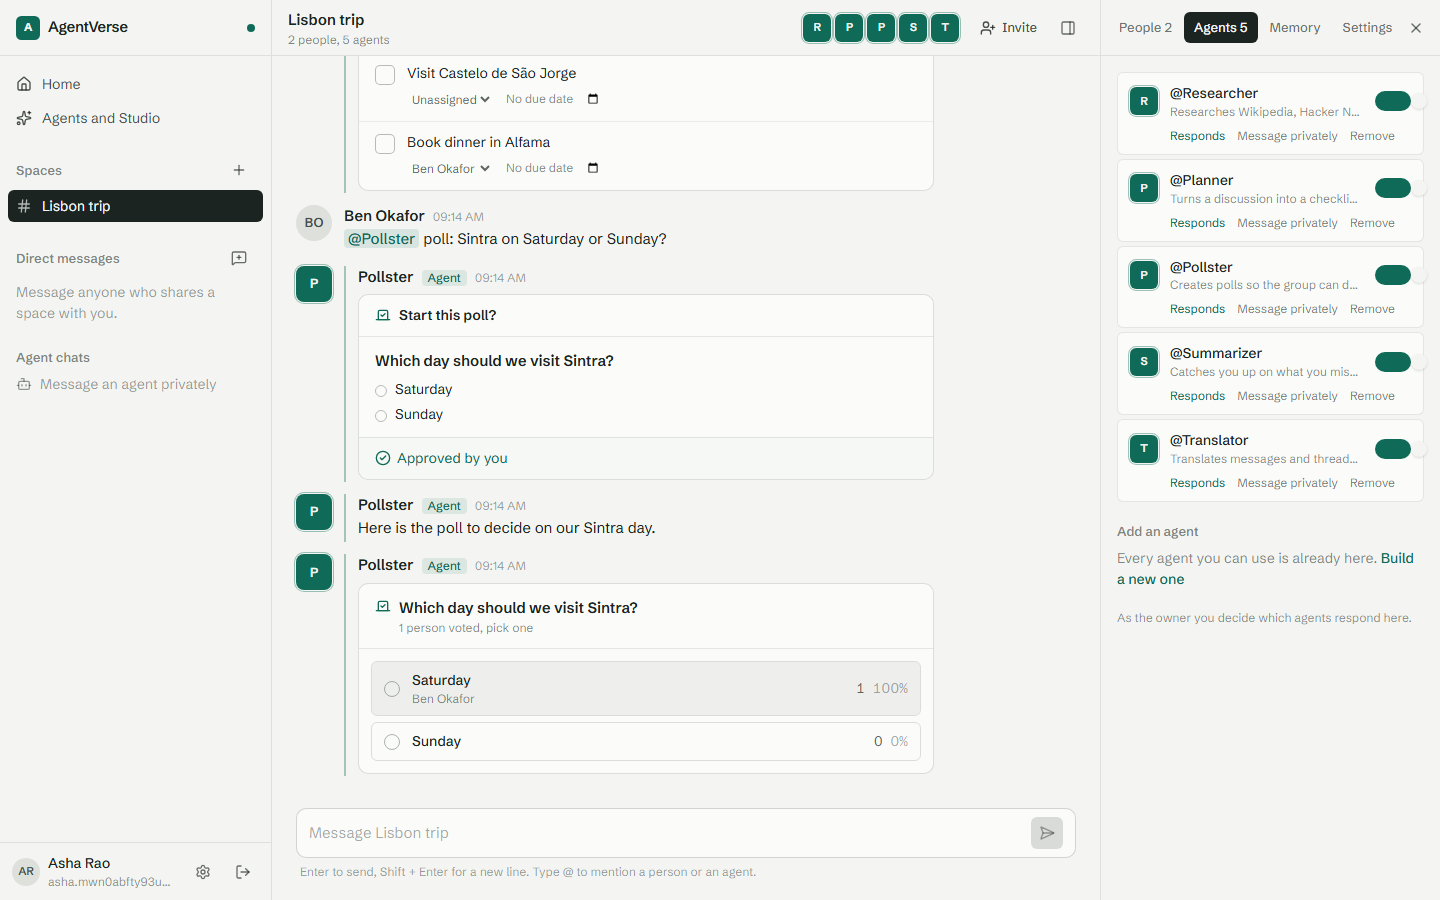 A AgentVerse
Home
Agents and Studio
Spaces
Lisbon trip
Direct messages
Message anyone who shares a
space with you.
Agent chats
Message an agent privately
AR
Asha Rao
asha.mwn0abfty93u...
Lisbon trip
2 people, 5 agents
R P P S T
Invite
Visit Castelo de São Jorge
Unassigned No due date
Book dinner in Alfama
Ben Okafor No due date
BO
Ben Okafor 09:14 AM
@Pollster poll: Sintra on Saturday or Sunday?
P
Pollster Agent 09:14 AM
Start this poll?
Which day should we visit Sintra?
Saturday
Sunday
Approved by you
P
Pollster Agent 09:14 AM
Here is the poll to decide on our Sintra day.
P
Pollster Agent 09:14 AM
Which day should we visit Sintra?
1 person voted, pick one
Saturday
Ben Okafor
1 100%
Sunday
0 0%
Message Lisbon trip
Enter to send, Shift + Enter for a new line. Type @ to mention a person or an agent.
People 2 Agents 5 Memory Settings
R
@Researcher
Researches Wikipedia, Hacker N...
Responds Message privately Remove
P
@Planner
Turns a discussion into a checkli...
Responds Message privately Remove
P
@Pollster
Creates polls so the group can d...
Responds Message privately Remove
S
@Summarizer
Catches you up on what you mis...
Responds Message privately Remove
T
@Translator
Translates messages and thread...
Responds Message privately Remove
Add an agent
Every agent you can use is already here. Build
a new one
As the owner you decide which agents respond here.